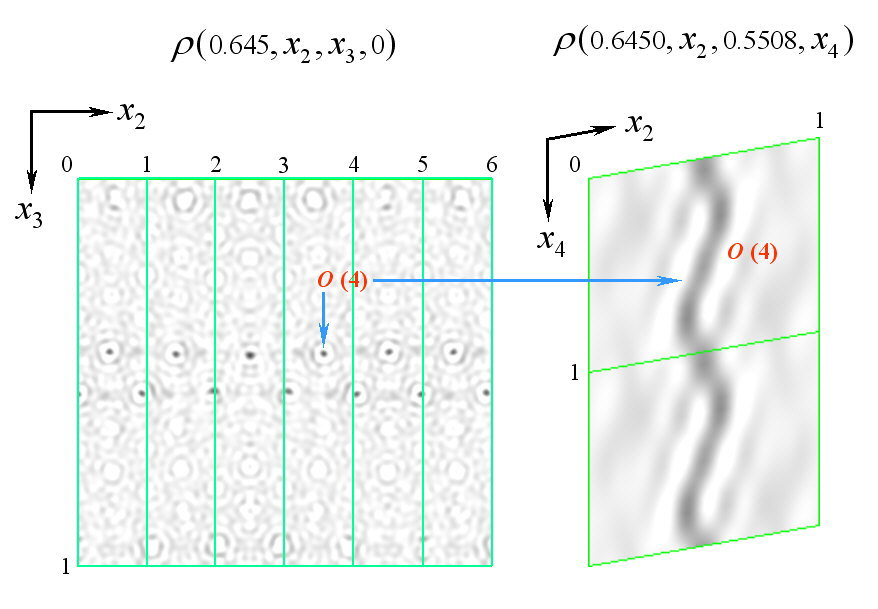 ρ(0.645, x₂, x₃, 0)
ρ(0.6450, x₂, 0.5508, x₄)
x₂
x₃
0 1 2 3 4 5 6
1
O (4)
x₂
x₄
0
1
1
O (4)